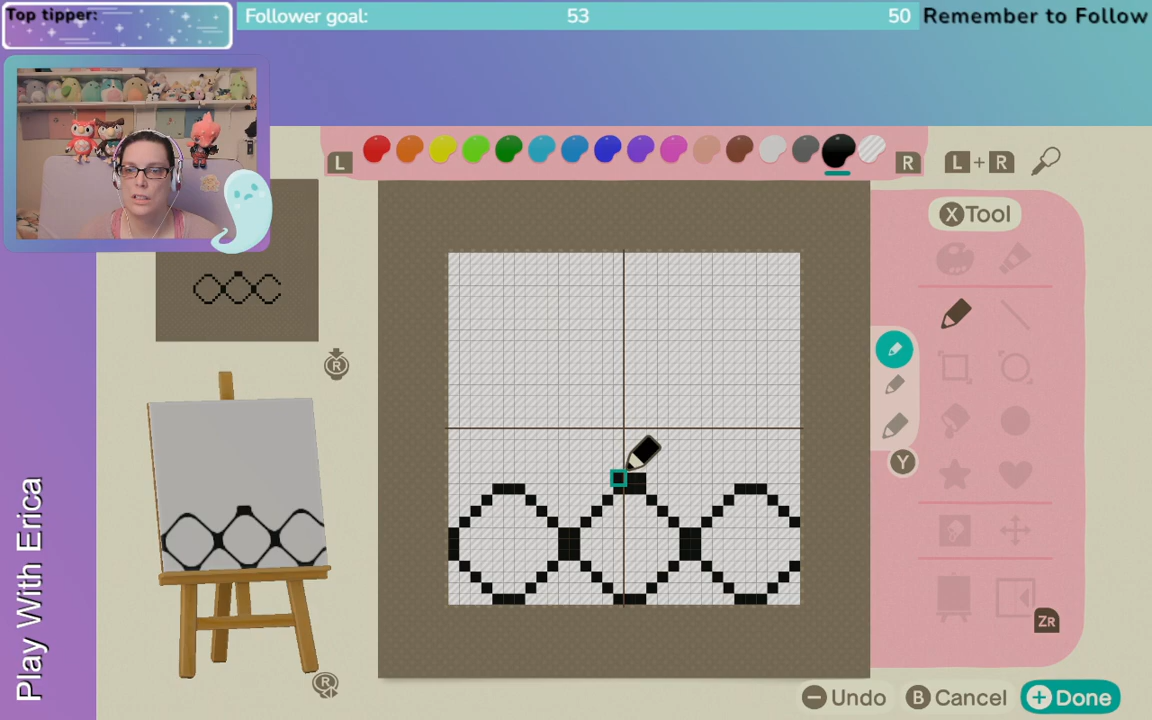 Top tipper:
Follower goal: 53 50
Remember to Follow
L
R
L + R
X Tool
R
Y
ZR
R
Play With Erica
Undo
B Cancel
+ Done